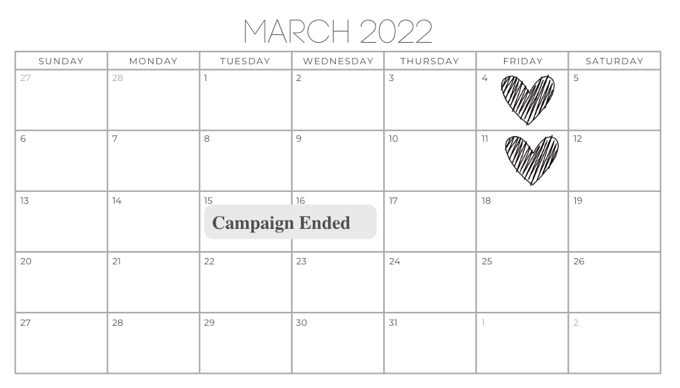 MARCH 2022
SUNDAY MONDAY TUESDAY WEDNESDAY THURSDAY FRIDAY SATURDAY
27 28 1 2 3 4 5
6 7 8 9 10 11 12
13 14 15 16 17 18 19
Campaign Ended
20 21 22 23 24 25 26
27 28 29 30 31 1 2